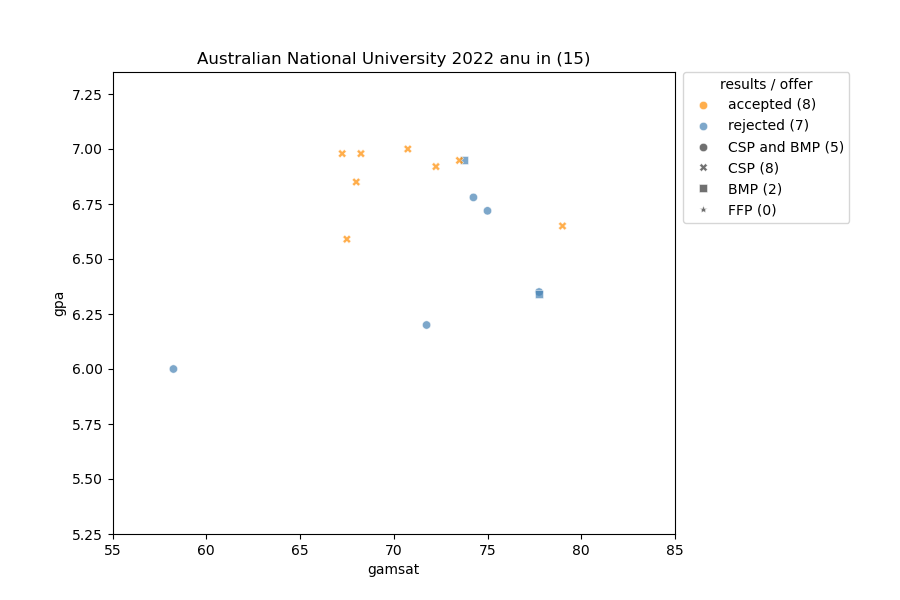 Australian National University 2022 anu in (15)
results / offer
accepted (8)
rejected (7)
CSP and BMP (5)
CSP (8)
BMP (2)
FFP (0)
7.25
7.00
6.75
6.50
6.25
6.00
5.75
5.50
5.25
gpa
55 60 65 70 75 80 85
gamsat